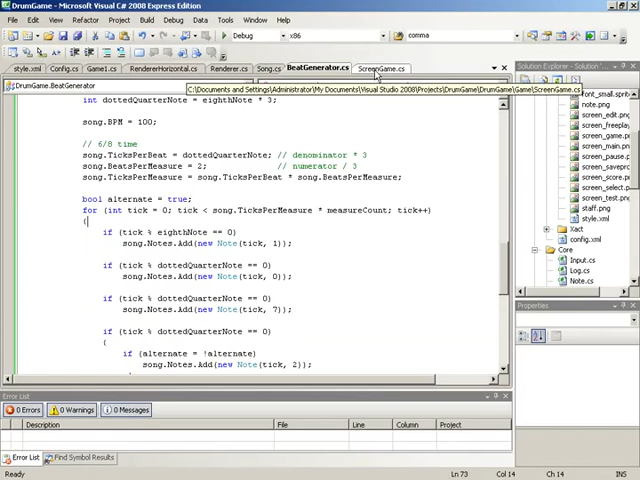 DrumGame - Microsoft Visual C# 2008 Express Edition
File Edit View Refactor Project Build Debug Data Tools Window Help
Debug x86 comma
style.xml Config.cs Game1.cs RendererHorizontal.cs Renderer.cs Song.cs BeatGenerator.cs ScreenGame.cs
DrumGame.BeatGenerator
C:\Documents and Settings\Administrator\My Documents\Visual Studio 2008\Projects\DrumGame\DrumGame\Game\ScreenGame.cs
int dottedQuarterNote = eighthNote * 3;
song.BPM = 100;
// 6/8 time
song.TicksPerBeat = dottedQuarterNote; // denominator * 3
song.BeatsPerMeasure = 2; // numerator / 3
song.TicksPerMeasure = song.TicksPerBeat * song.BeatsPerMeasure;
bool alternate = true;
for (int tick = 0; tick < song.TicksPerMeasure * measureCount; tick++)
{
if (tick % eighthNote == 0)
song.Notes.Add(new Note(tick, 1));
if (tick % dottedQuarterNote == 0)
song.Notes.Add(new Note(tick, 0));
if (tick % dottedQuarterNote == 0)
song.Notes.Add(new Note(tick, 7));
if (tick % dottedQuarterNote == 0)
{
if (alternate = !alternate)
song.Notes.Add(new Note(tick, 2));
Solution Explorer - S...
font_small.sprite
note.png
screen_edit.png
screen_freeplay
screen_main.pn
screen_pause.p
screen_score.pn
screen_select.p
screen_test.png
staff.png
style.xml
Xact
config.xml
Core
Input.cs
Log.cs
Note.cs
Properties
Error List
0 Errors 0 Warnings 0 Messages
Description File Line Column Project
Error List Find Symbol Results
Ready Ln 73 Col 14 Ch 14